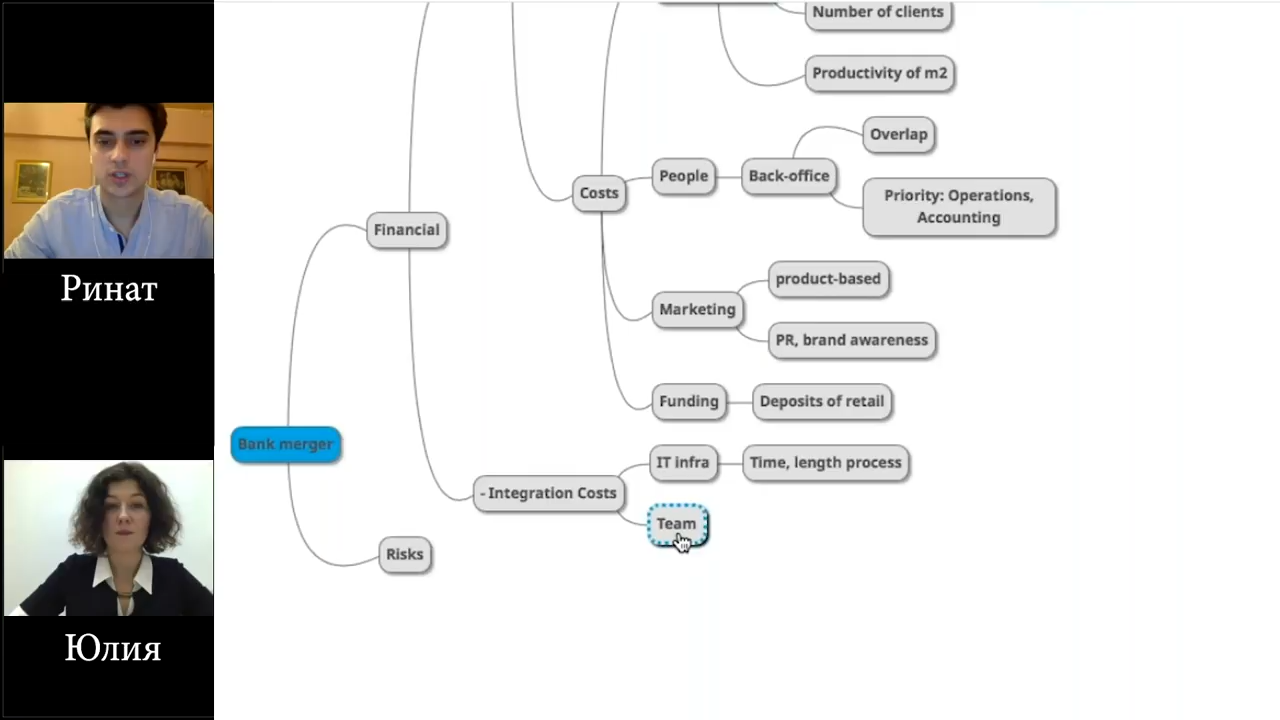 Number of clients
Productivity of m2
Overlap
People
Back-office
Costs
Priority: Operations,
Accounting
Financial
product-based
Marketing
PR, brand awareness
Ринат
Funding
Deposits of retail
Bank merger
IT infra
Time, length process
- Integration Costs
Team
Risks
Юлия